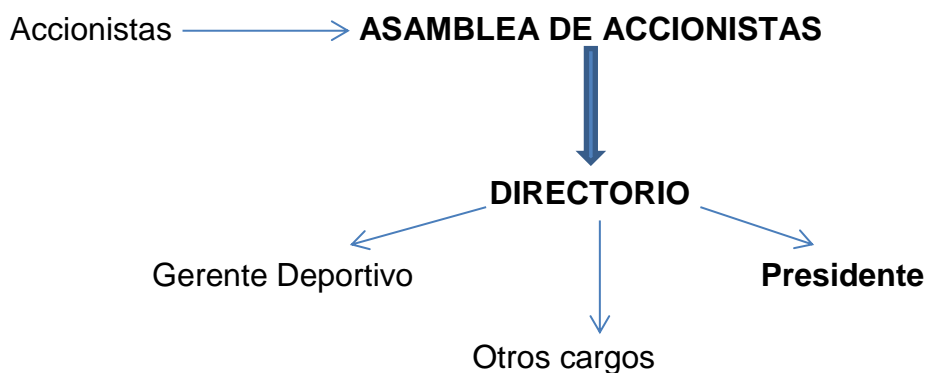 Accionistas ASAMBLEA DE ACCIONISTAS
DIRECTORIO
Gerente Deportivo Presidente
Otros cargos